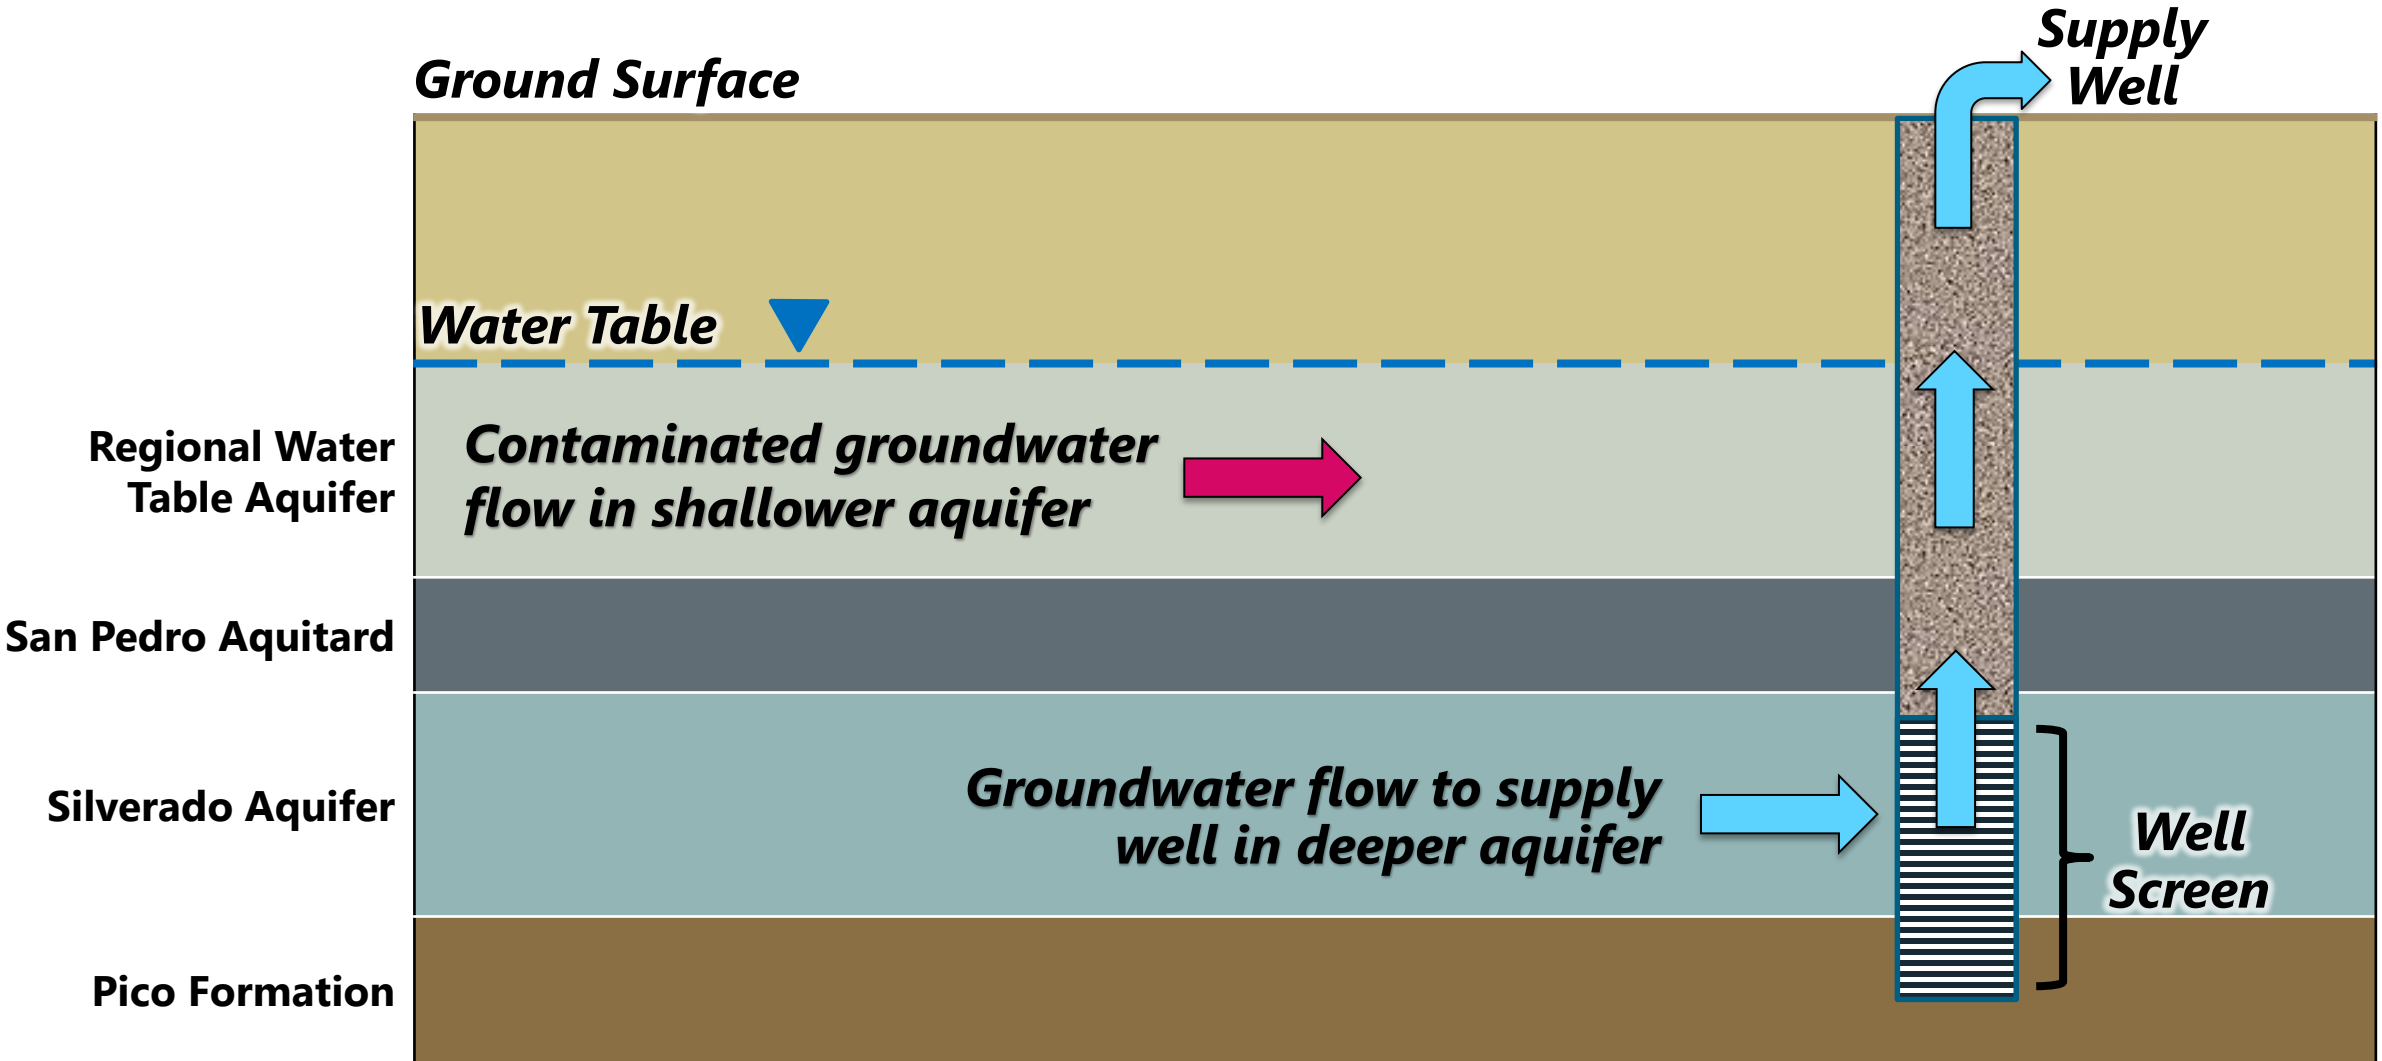 Supply
Well
Ground Surface
Water Table
Regional Water
Table Aquifer
Contaminated groundwater
flow in shallower aquifer
San Pedro Aquitard
Silverado Aquifer
Groundwater flow to supply
well in deeper aquifer
Well
Screen
Pico Formation